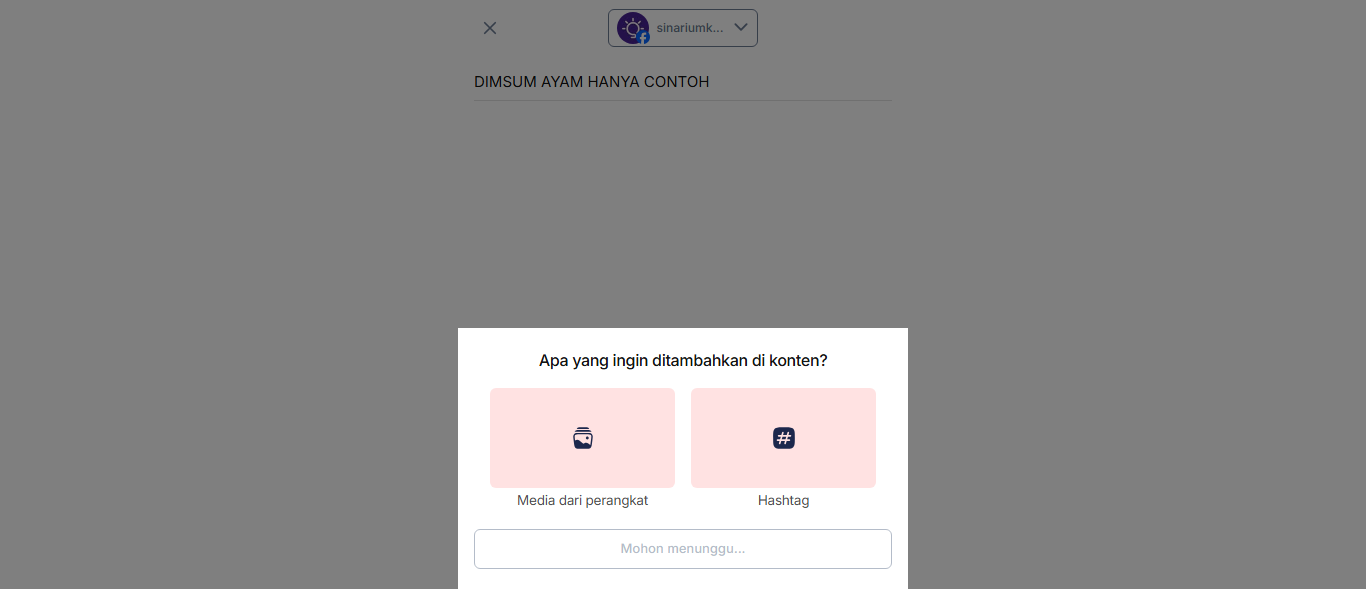 sinariumk...
DIMSUM AYAM HANYA CONTOH
Apa yang ingin ditambahkan di konten?
Media dari perangkat
Hashtag
Mohon menunggu...